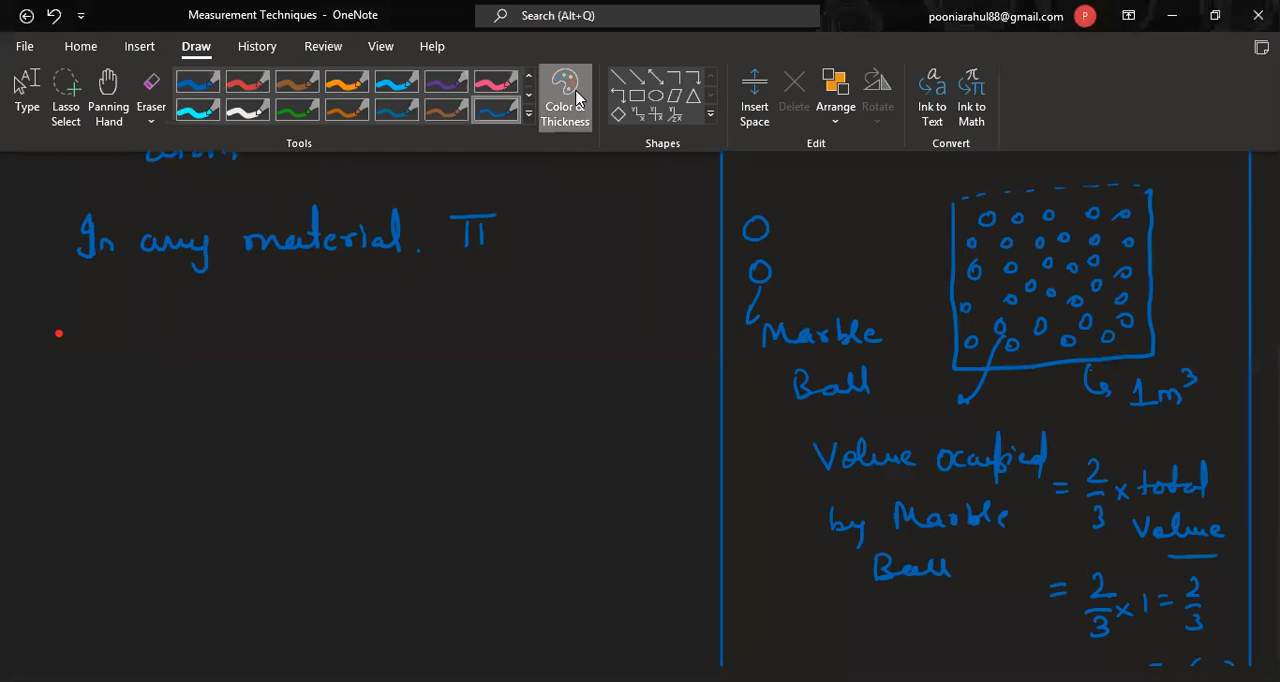 Measurement Techniques - OneNote
Search (Alt+Q)
pooniarahul88@gmail.com
P
File Home Insert Draw History Review View Help
Type
Lasso Select
Panning Hand
Eraser
Color & Thickness
Insert Space
Delete
Arrange
Rotate
Ink to Text
Ink to Math
Tools
Shapes
Edit
Convert
In any material.
Marble
Ball
1m³
Volume ocupied
by Marble
Ball
= 2/3 × total
Value
= 2/3 × 1 = 2/3